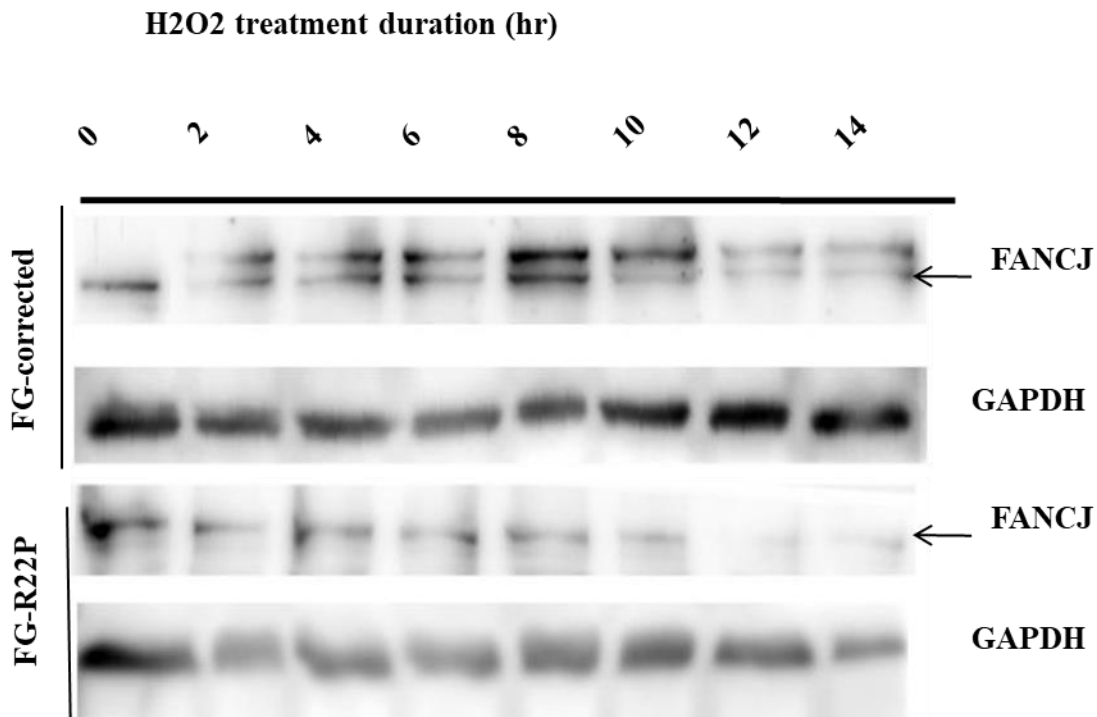 H2O2 treatment duration (hr)
0 2 4 6 8 10 12 14
FG-corrected
FANCJ
GAPDH
FG-R22P
FANCJ
GAPDH